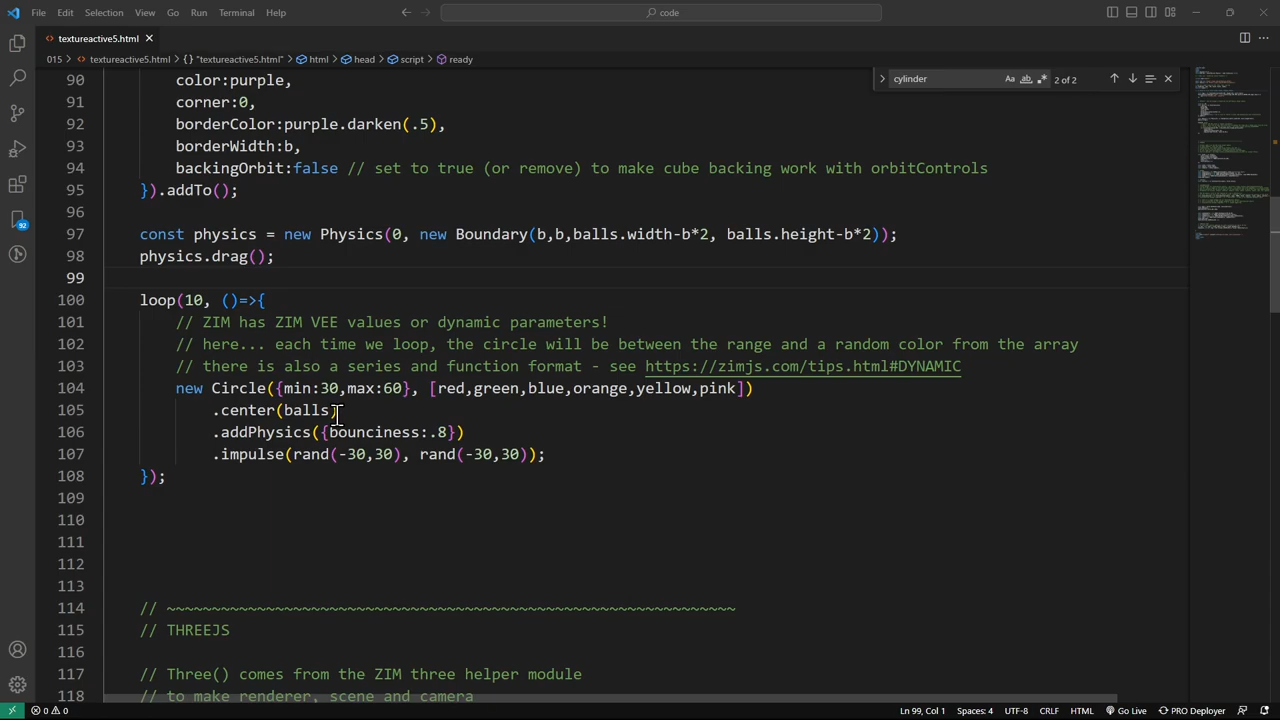 File Edit Selection View Go Run Terminal Help
code
textureactive5.html
015 > textureactive5.html > {} "textureactive5.html" > html > head > script > ready
cylinder Aa ab 2 of 2
90 color:purple,
91 corner:0,
92 borderColor:purple.darken(.5),
93 borderWidth:b,
94 backingOrbit:false // set to true (or remove) to make cube backing work with orbitControls
95 }).addTo();
96
97 const physics = new Physics(0, new Boundary(b,b,balls.width-b*2, balls.height-b*2));
98 physics.drag();
99
100 loop(10, ()=>{
101 // ZIM has ZIM VEE values or dynamic parameters!
102 // here... each time we loop, the circle will be between the range and a random color from the array
103 // there is also a series and function format - see https://zimjs.com/tips.html#DYNAMIC
104 new Circle({min:30,max:60}, [red,green,blue,orange,yellow,pink])
105 .center(balls)
106 .addPhysics({bounciness:.8})
107 .impulse(rand(-30,30), rand(-30,30));
108 });
109
110
111
112
113
114 // ~~~~~~~~~~~~~~~~~~~~~~~~~~~~~~~~~~~~~~~~~~~~~~~~~~~~~~~~~~~~~~~
115 // THREEJS
116
117 // Three() comes from the ZIM three helper module
118 // to make renderer, scene and camera
92
0 0 Ln 99, Col 1 Spaces: 4 UTF-8 CRLF HTML Go Live PRO Deployer